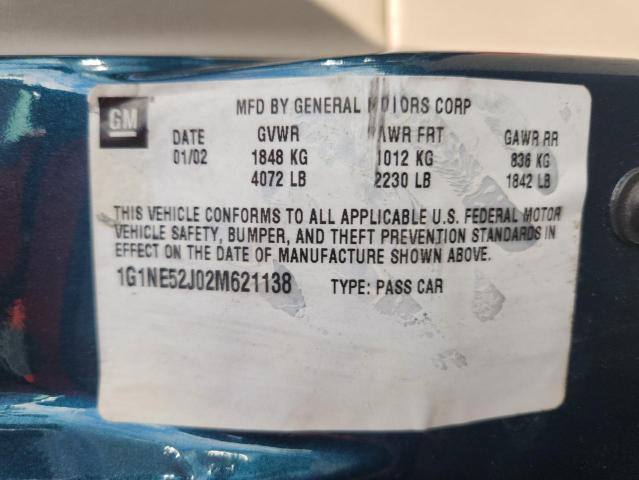 GM
MFD BY GENERAL MOTORS CORP
DATE GVWR GAWR FRT GAWR RR
01/02 1848 KG 1012 KG 836 KG
4072 LB 2230 LB 1842 LB
THIS VEHICLE CONFORMS TO ALL APPLICABLE U.S. FEDERAL MOTOR
VEHICLE SAFETY, BUMPER, AND THEFT PREVENTION STANDARDS IN
EFFECT ON THE DATE OF MANUFACTURE SHOWN ABOVE.
1G1NE52J02M621138 TYPE: PASS CAR